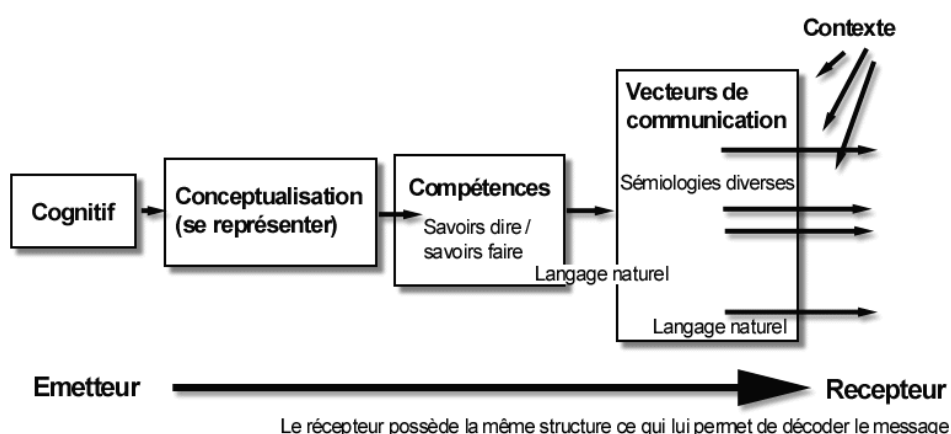 Contexte
Vecteurs de
communication
Sémiologies diverses
Langage naturel
Compétences
Savoirs dire /
savoirs faire
Langage naturel
Conceptualisation
(se représenter)
Cognitif
Emetteur
Recepteur
Le récepteur possède la même structure ce qui lui permet de décoder le message